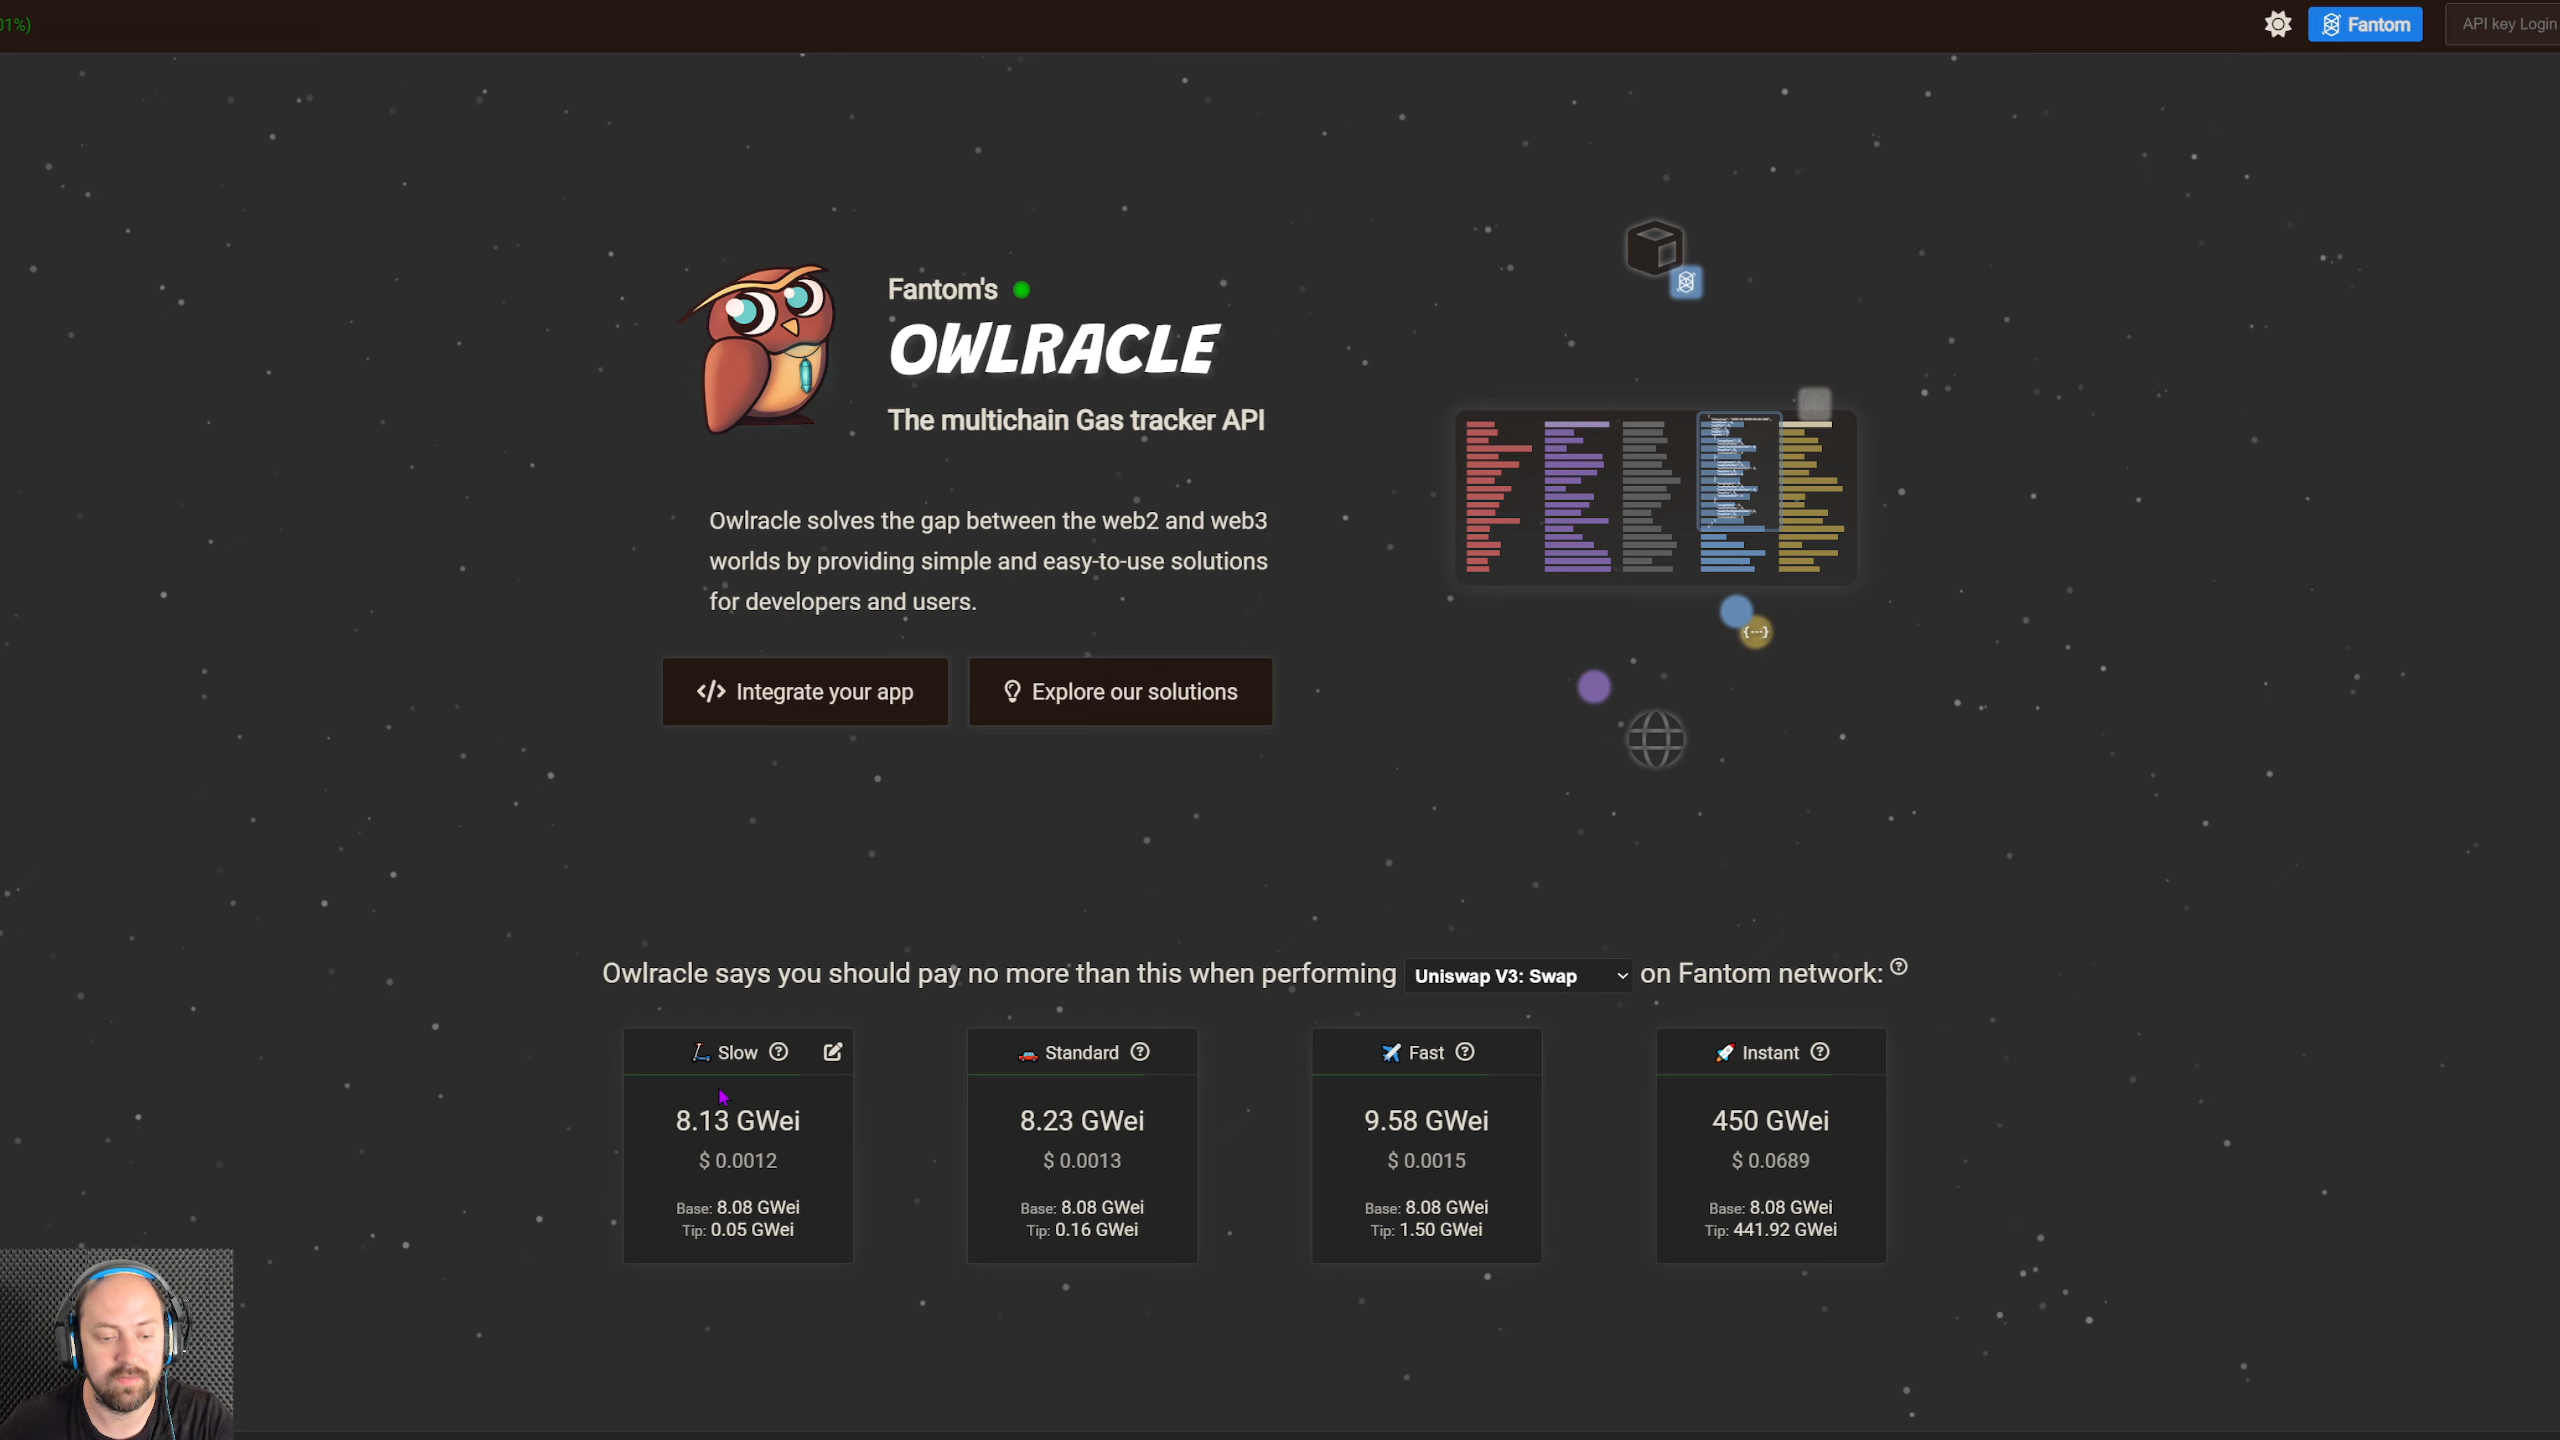 01%)
Fantom
API key Login
Fantom's
OWLRACLE
The multichain Gas tracker API
Owlracle solves the gap between the web2 and web3
worlds by providing simple and easy-to-use solutions
for developers and users.
</> Integrate your app
Explore our solutions
{···}
Owlracle says you should pay no more than this when performing Uniswap V3: Swap on Fantom network:
Slow
8.13 GWei
$ 0.0012
Base: 8.08 GWei
Tip: 0.05 GWei
Standard
8.23 GWei
$ 0.0013
Base: 8.08 GWei
Tip: 0.16 GWei
Fast
9.58 GWei
$ 0.0015
Base: 8.08 GWei
Tip: 1.50 GWei
Instant
450 GWei
$ 0.0689
Base: 8.08 GWei
Tip: 441.92 GWei